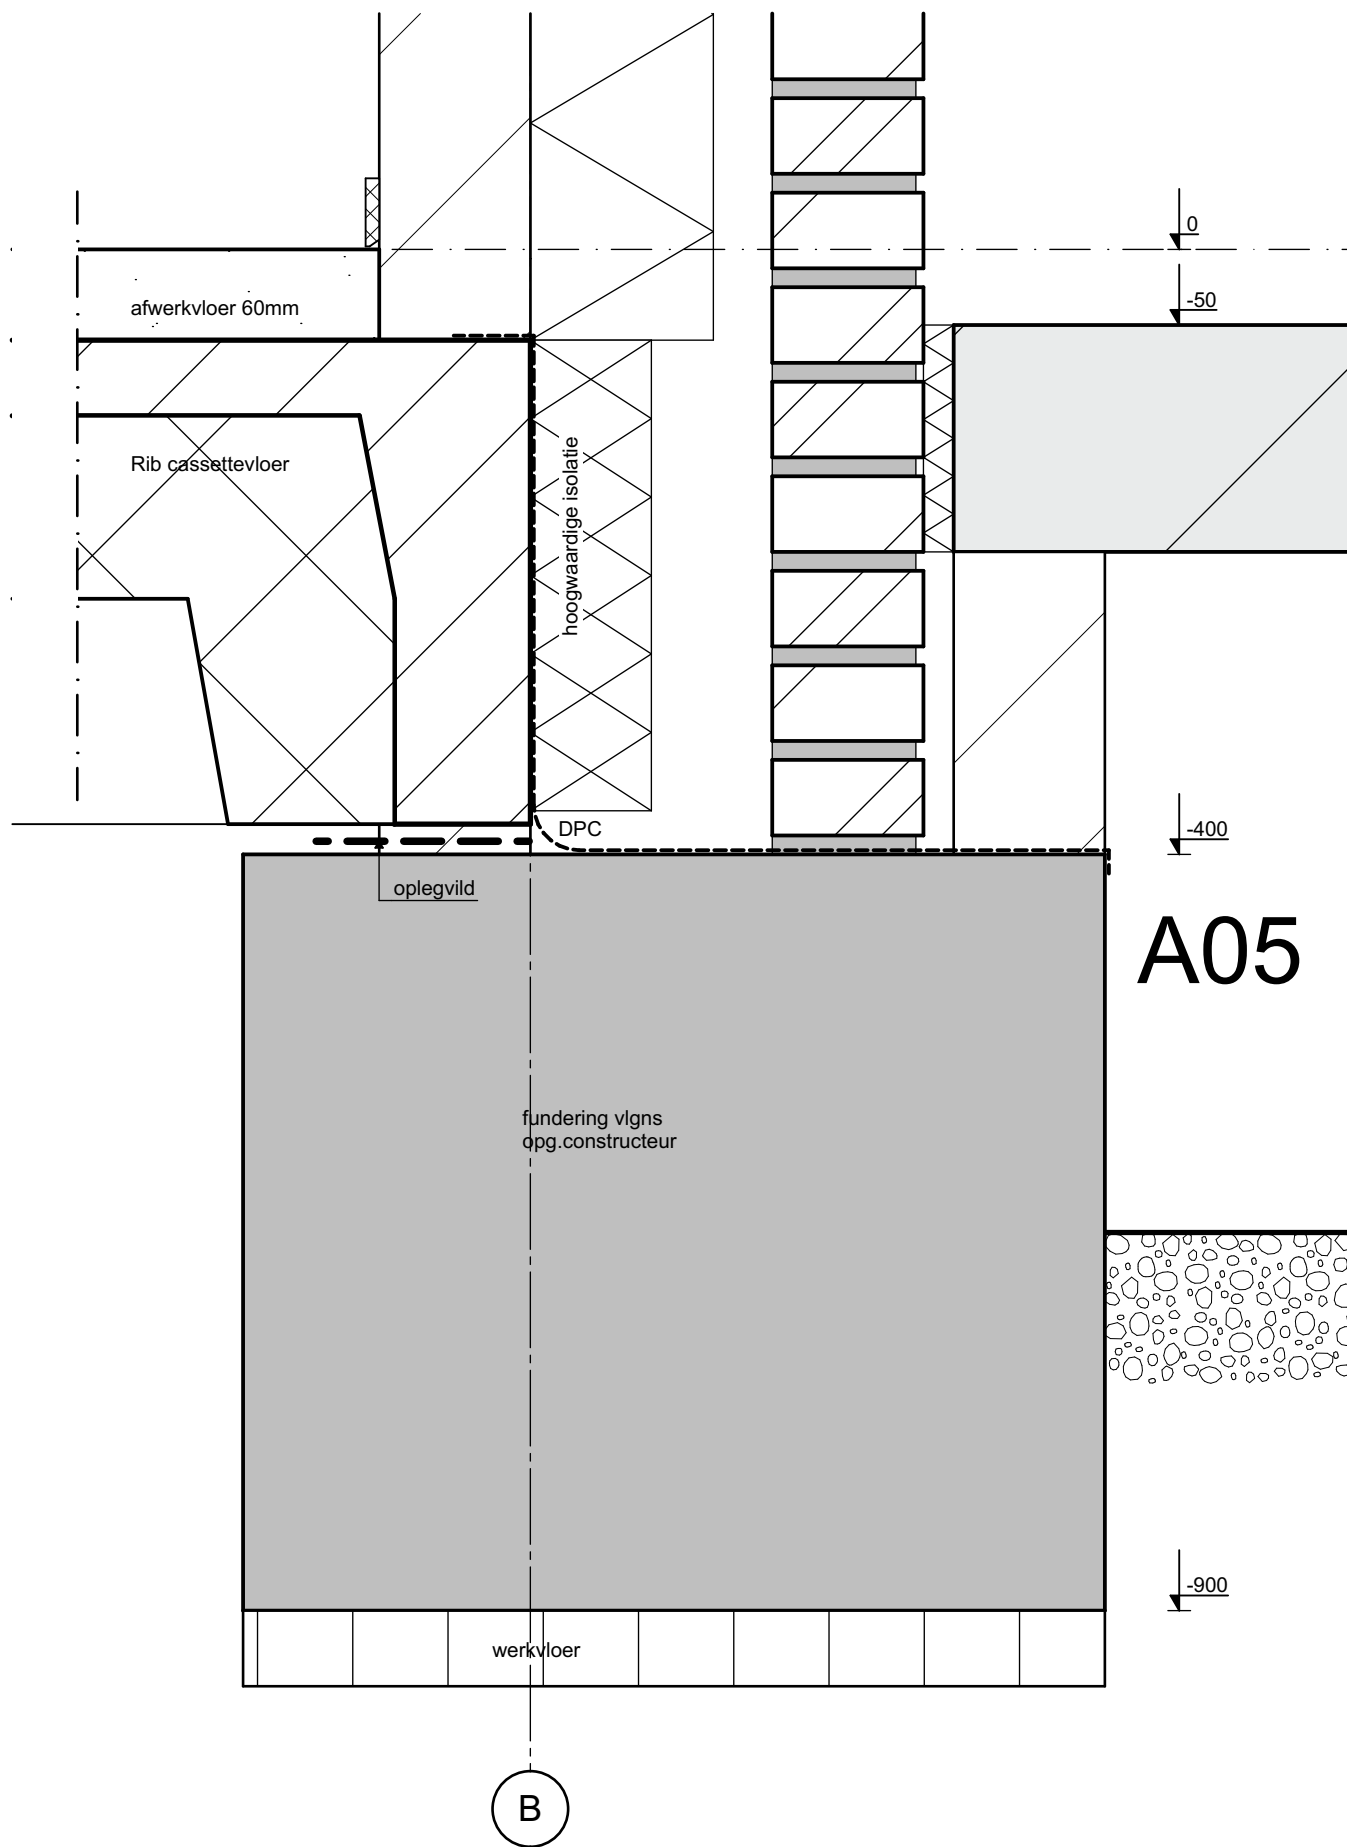 0
-50
afwerkvloer 60mm
Rib cassettevloer
hoogwaardige isolatie
DPC
-400
oplegvild
A05
fundering vlgns
opg.constructeur
-900
werkvloer
B